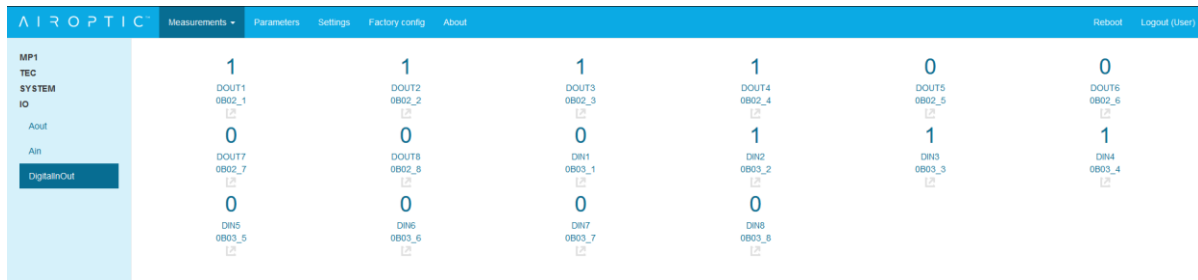 AIROPTIC™ Measurements Parameters Settings Factory config About Reboot Logout (User)
MP1
TEC
SYSTEM
IO
Aout
Ain
DigitalInOut
1 1 1 1 0 0
DOUT1 DOUT2 DOUT3 DOUT4 DOUT5 DOUT6
0B02_1 0B02_2 0B02_3 0B02_4 0B02_5 0B02_6
0 0 0 1 1 1
DOUT7 DOUT8 DIN1 DIN2 DIN3 DIN4
0B02_7 0B02_8 0B03_1 0B03_2 0B03_3 0B03_4
0 0 0 0
DIN5 DIN6 DIN7 DIN8
0B03_5 0B03_6 0B03_7 0B03_8